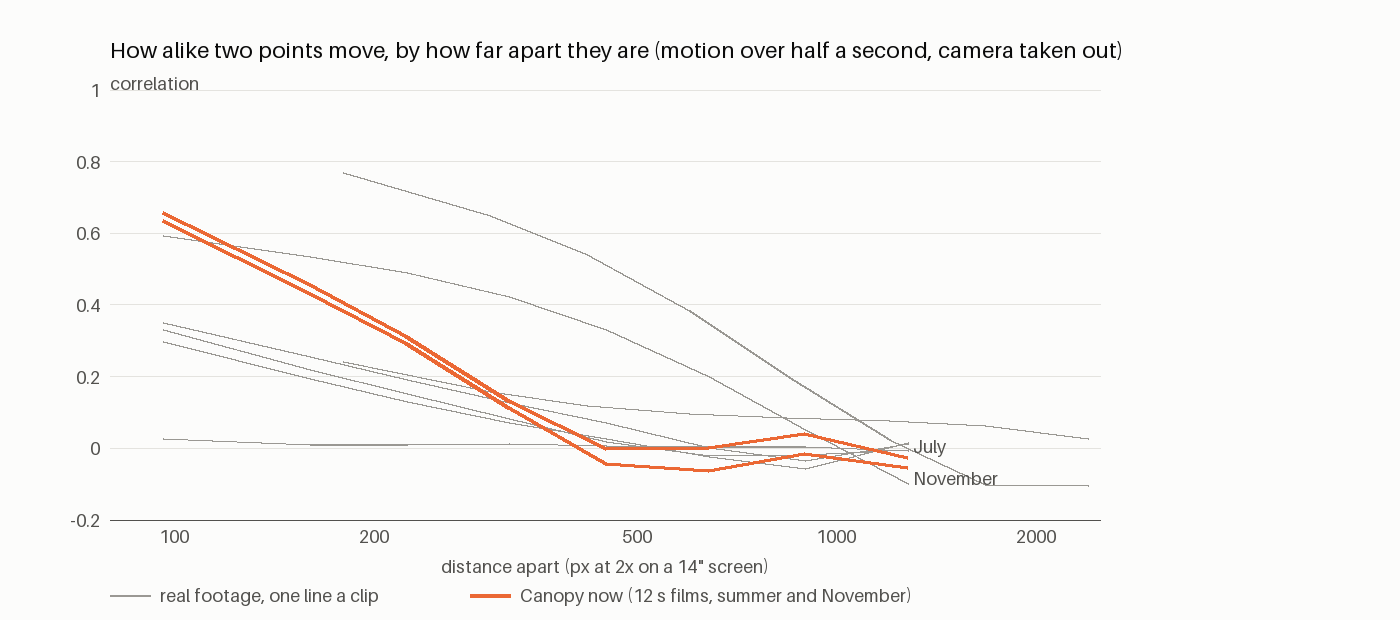 How alike two points move, by how far apart they are (motion over half a second, camera taken out)
correlation
1
0.8
0.6
0.4
0.2
0
-0.2
July
November
100 200 500 1000 2000
distance apart (px at 2x on a 14" screen)
real footage, one line a clip
Canopy now (12 s films, summer and November)